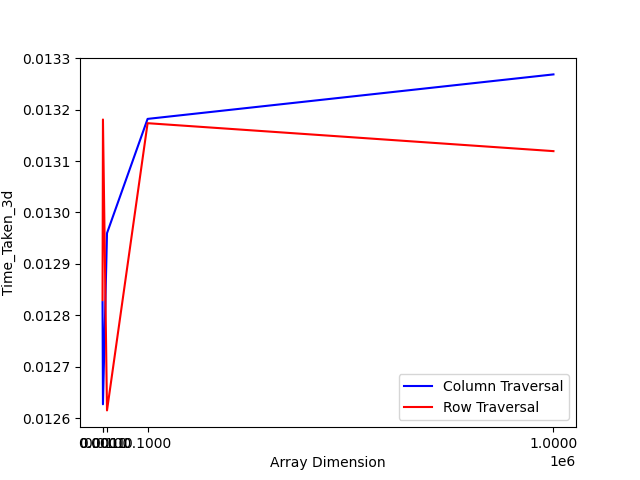 0.0133
0.0132
0.0131
0.0130
0.0129
0.0128
0.0127
0.0126
Time_Taken_3d
Column Traversal
Row Traversal
0.1000
1.0000
1e6
Array Dimension